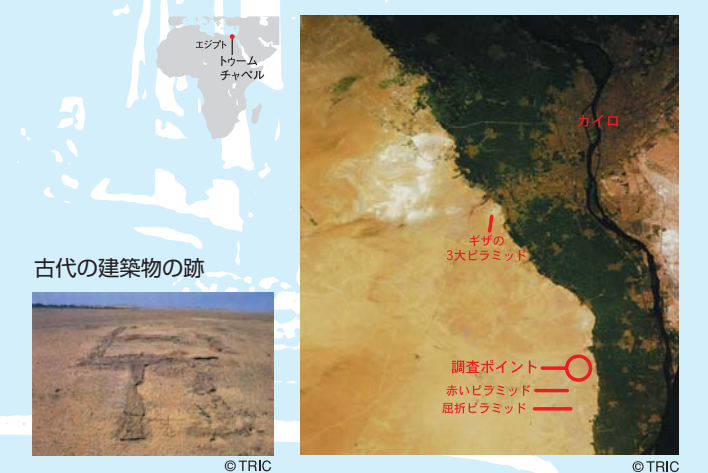 エジプト
トゥーム
チャペル
カイロ
ギザの
3大ピラミッド
古代の建築物の跡
調査ポイント
赤いピラミッド
屈折ピラミッド
©TRIC
©TRIC